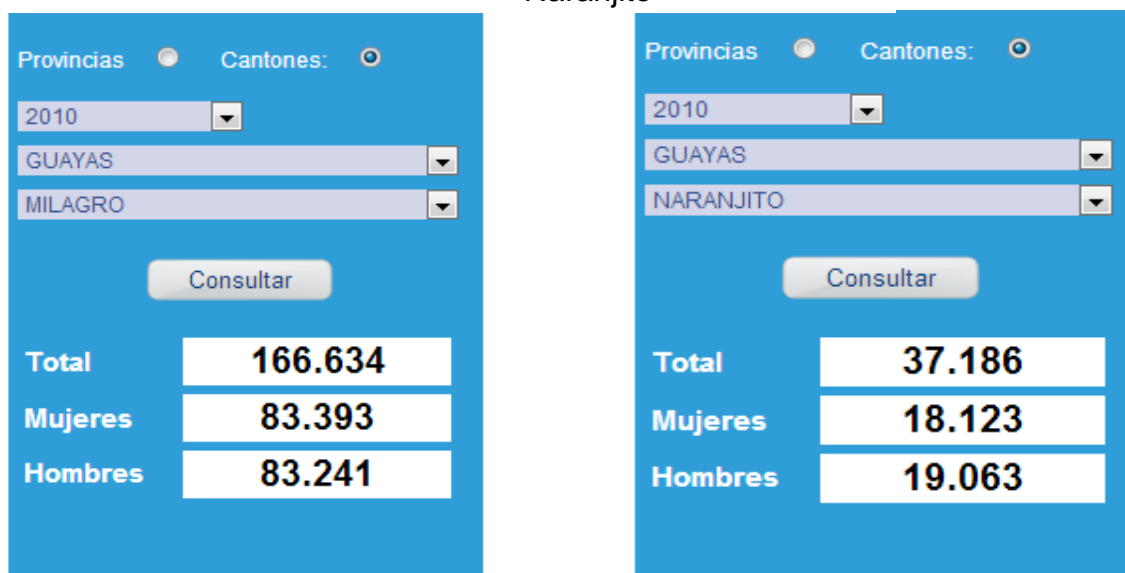 Naranjito
Provincias Cantones:
2010
GUAYAS
MILAGRO
Consultar
Total 166.634
Mujeres 83.393
Hombres 83.241
Provincias Cantones:
2010
GUAYAS
NARANJITO
Consultar
Total 37.186
Mujeres 18.123
Hombres 19.063